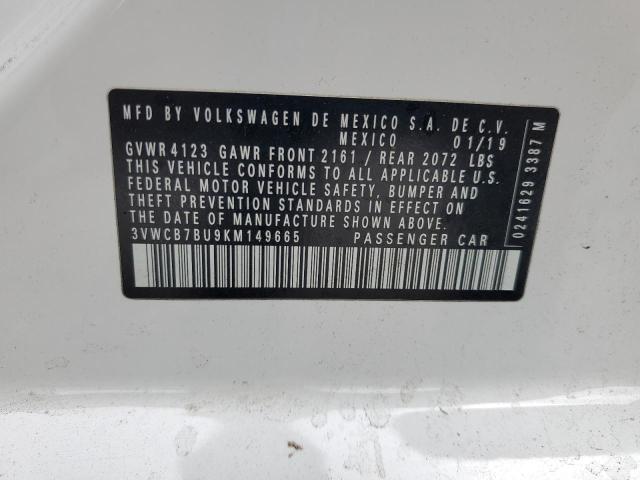 MFD BY VOLKSWAGEN DE MEXICO S.A. DE C.V.
MEXICO 01/19
GVWR 4123 GAWR FRONT 2161 / REAR 2072 LBS
THIS VEHICLE CONFORMS TO ALL APPLICABLE U.S.
FEDERAL MOTOR VEHICLE SAFETY, BUMPER AND
THEFT PREVENTION STANDARDS IN EFFECT ON
THE DATE OF MANUFACTURE SHOWN ABOVE.
3VWCB7BU9KM149665 PASSENGER CAR
0241629 3387 M